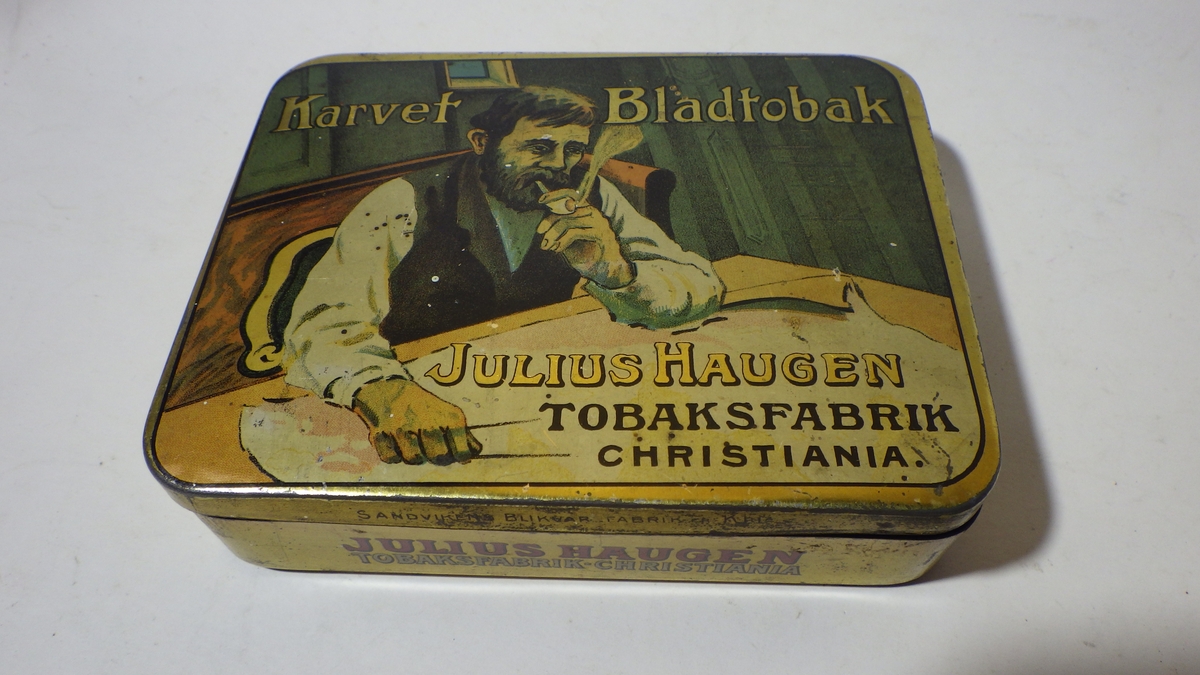 Karvet Bladtobak
JULIUS HAUGEN
TOBAKSFABRIK
CHRISTIANIA.
JULIUS HAUGEN
TOBAKSFABRIK-CHRISTIANIA